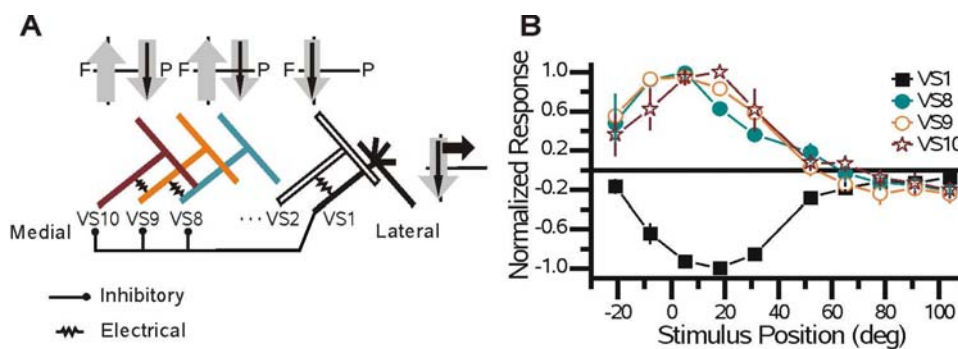 A
F P F P F P
VS10 VS9 VS8 ··· VS2 VS1
Medial Lateral
Inhibitory
Electrical
B
Normalized Response
1.0
0.6
0.2
-0.2
-0.6
-1.0
-20 0 20 40 60 80 100
Stimulus Position (deg)
VS1
VS8
VS9
VS10